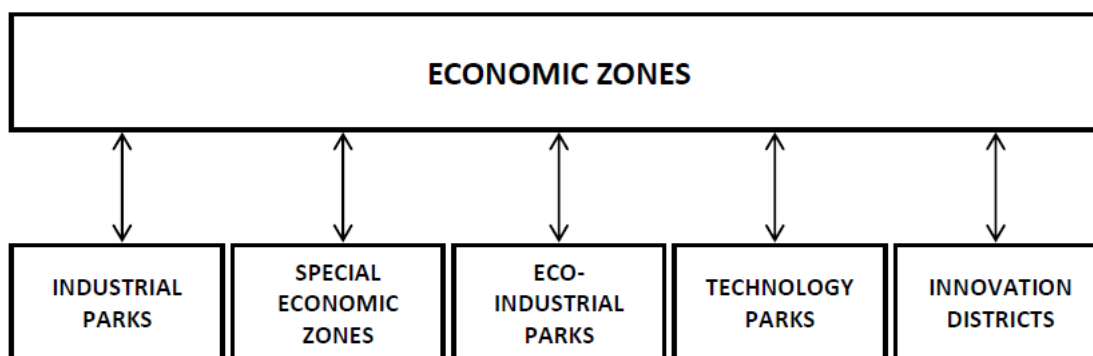 ECONOMIC ZONES
INDUSTRIAL
PARKS
SPECIAL
ECONOMIC
ZONES
ECO-
INDUSTRIAL
PARKS
TECHNOLOGY
PARKS
INNOVATION
DISTRICTS